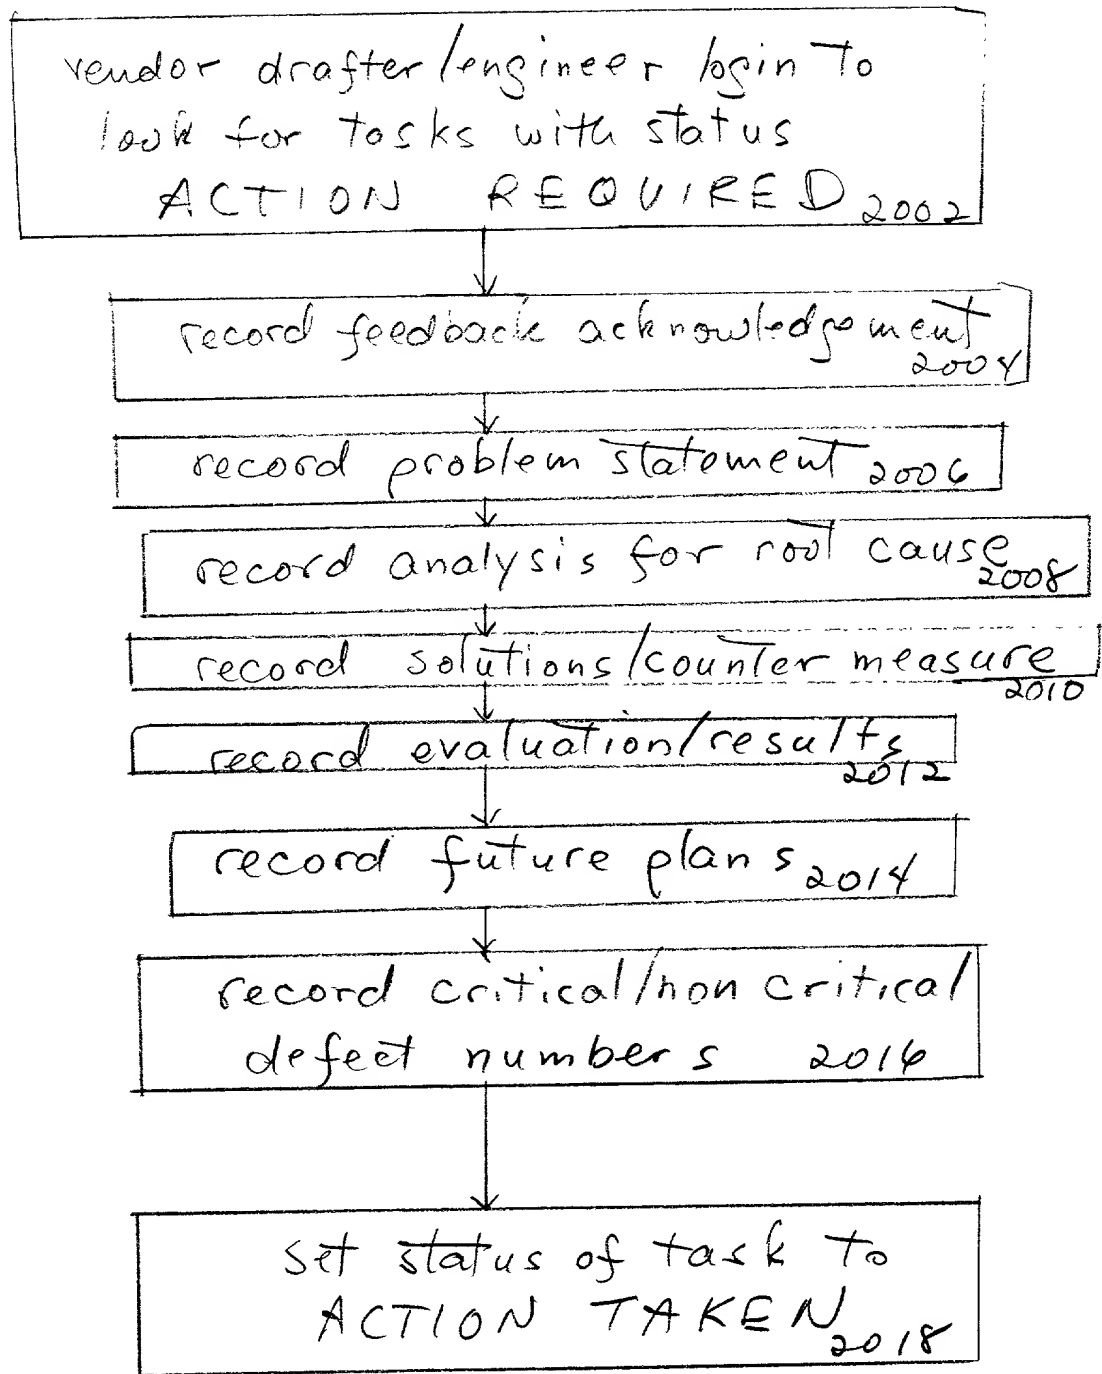 vendor drafter/engineer login to
look for tasks with status
ACTION REQUIRED 2002
record feedback acknowledgement
2004
record problem statement 2006
record analysis for root cause
2008
record solutions/counter measure
2010
record evaluation/results
2012
record future plans 2014
record critical/non critical
defect numbers 2016
set status of task to
ACTION TAKEN
2018